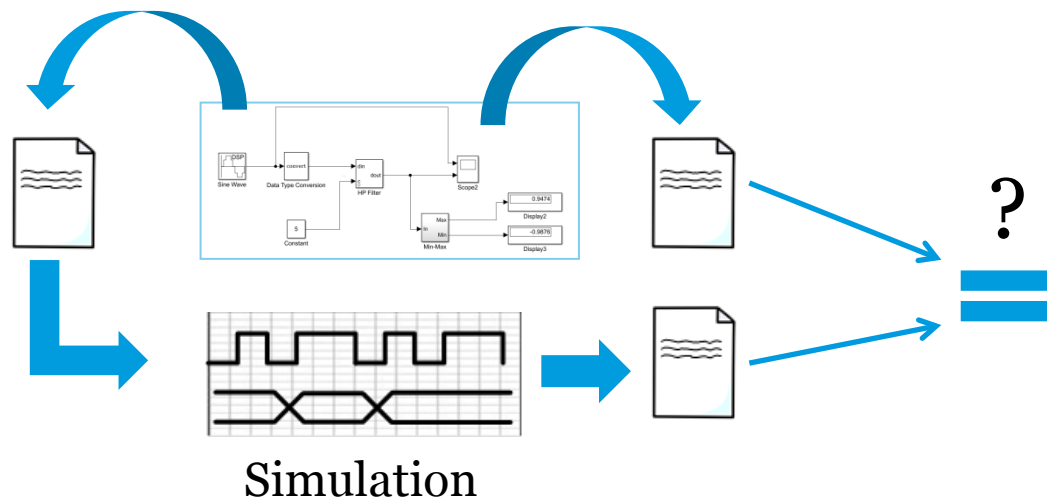 DSP
Sine Wave
convert
Data Type Conversion
din
dout
c
HP Filter
Scope2
5
Constant
In
Max
Min
Min-Max
0.9474
Display2
-0.9876
Display3
?
Simulation